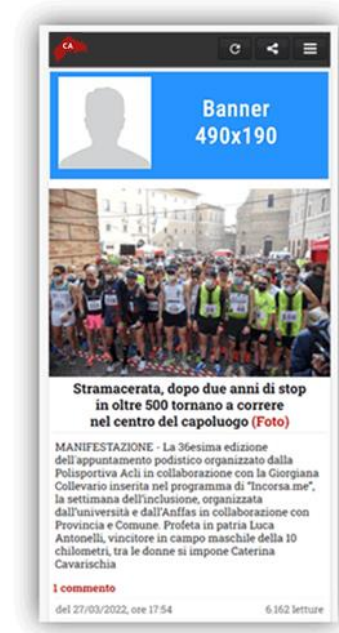 CA
Banner
490x190
Stramacerata, dopo due anni di stop
in oltre 500 tornano a correre
nel centro del capoluogo (Foto)
MANIFESTAZIONE - La 36esima edizione
dell'appuntamento podistico organizzato dalla
Polisportiva Acli in collaborazione con la Giorgiana
Collevario inserita nel programma di "Incorsa.me",
la settimana dell'inclusione, organizzata
dall'università e dall'Anffas in collaborazione con
Provincia e Comune. Profeta in patria Luca
Antonelli, vincitore in campo maschile della 10
chilometri, tra le donne si impone Caterina
Cavarischia
1 commento
del 27/03/2022, ore 17:54 6.162 letture